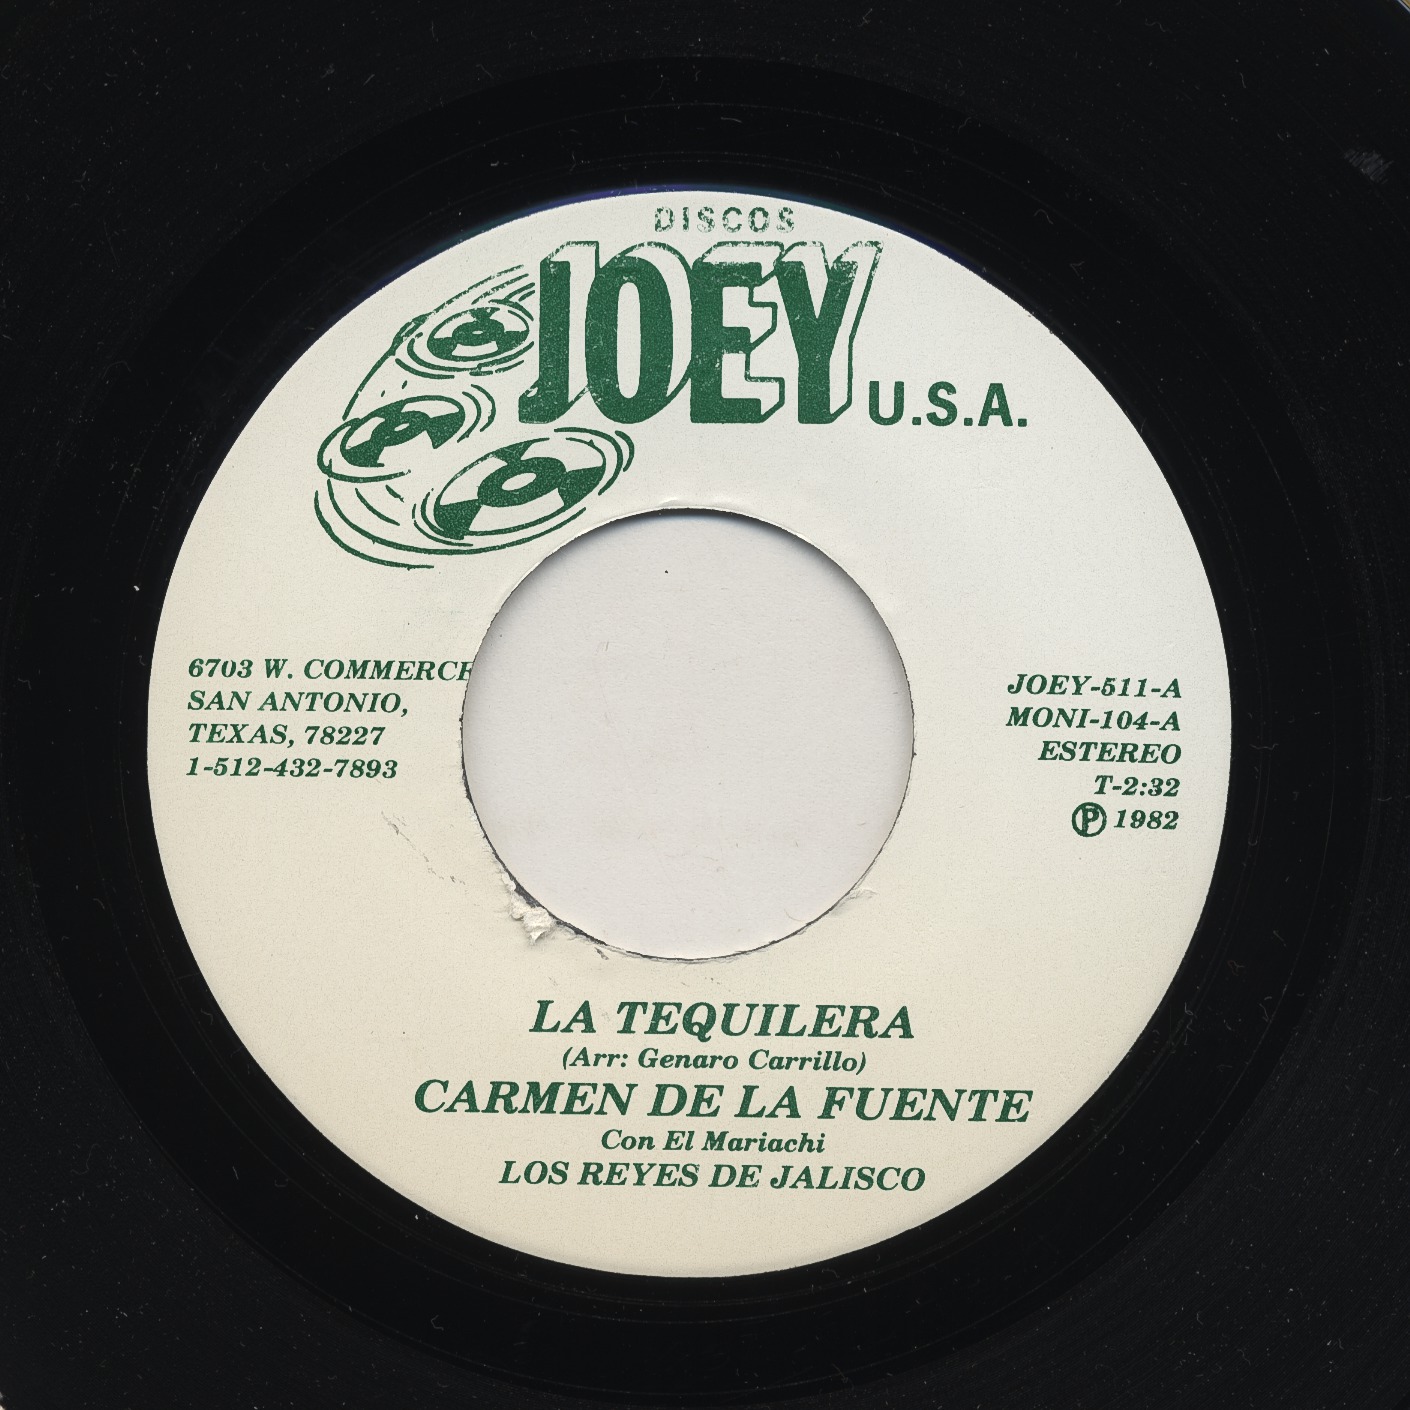 DISCOS
JOEY U.S.A.
6703 W. COMMERCE
SAN ANTONIO,
TEXAS, 78227
1-512-432-7893
JOEY-511-A
MONI-104-A
ESTEREO
T-2:32
℗ 1982
LA TEQUILERA
(Arr: Genaro Carrillo)
CARMEN DE LA FUENTE
Con El Mariachi
LOS REYES DE JALISCO